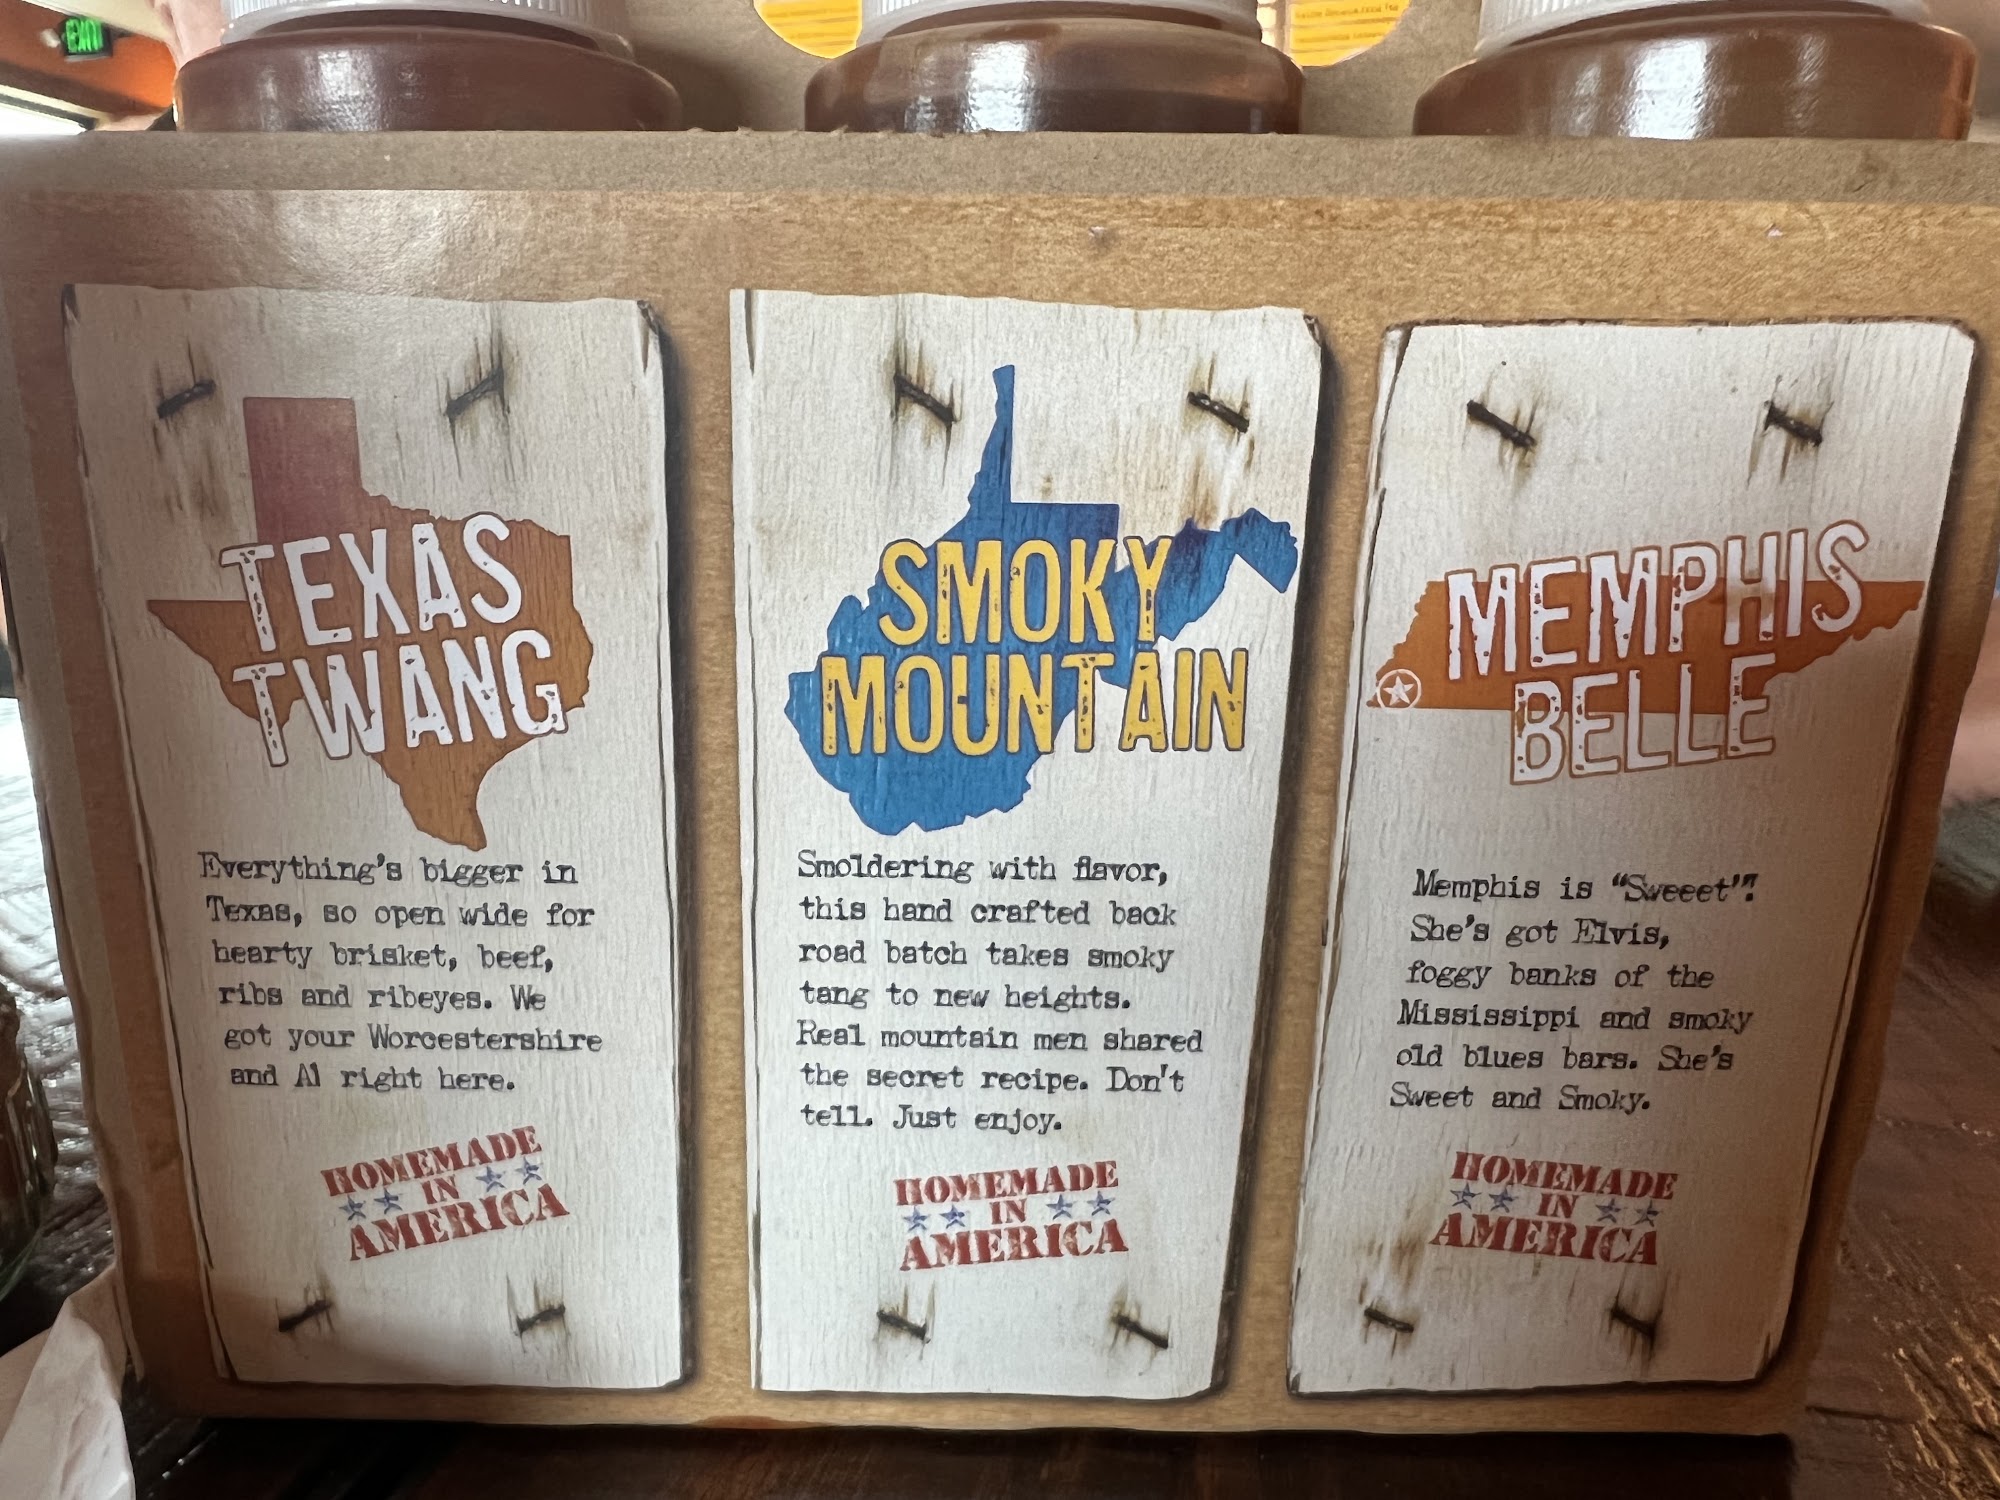 EXIT
TEXAS
TWANG
Everything's bigger in
Texas, so open wide for
hearty brisket, beef,
ribs and ribeyes. We
got your Worcestershire
and A1 right here.
HOMEMADE
IN
AMERICA
SMOKY
MOUNTAIN
Smoldering with flavor,
this hand crafted back
road batch takes smoky
tang to new heights.
Real mountain men shared
the secret recipe. Don't
tell. Just enjoy.
HOMEMADE
IN
AMERICA
MEMPHIS
BELLE
Memphis is "Sweeet"!
She's got Elvis,
foggy banks of the
Mississippi and smoky
old blues bars. She's
Sweet and Smoky.
HOMEMADE
IN
AMERICA